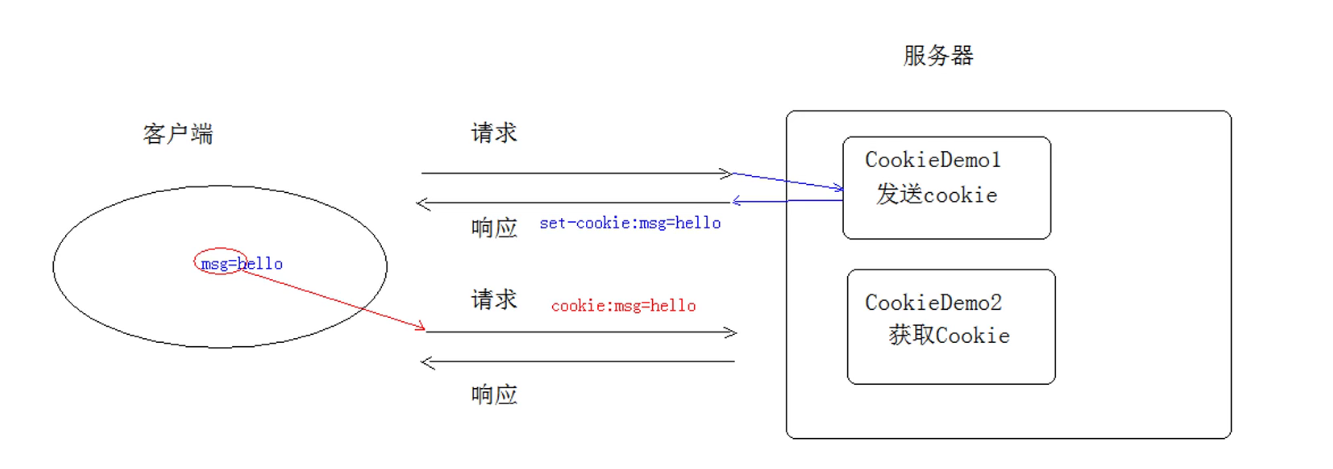 服务器
客户端
请求
CookieDemo1
发送cookie
响应
set-cookie:msg=hello
msg=hello
请求
cookie:msg=hello
CookieDemo2
获取Cookie
响应